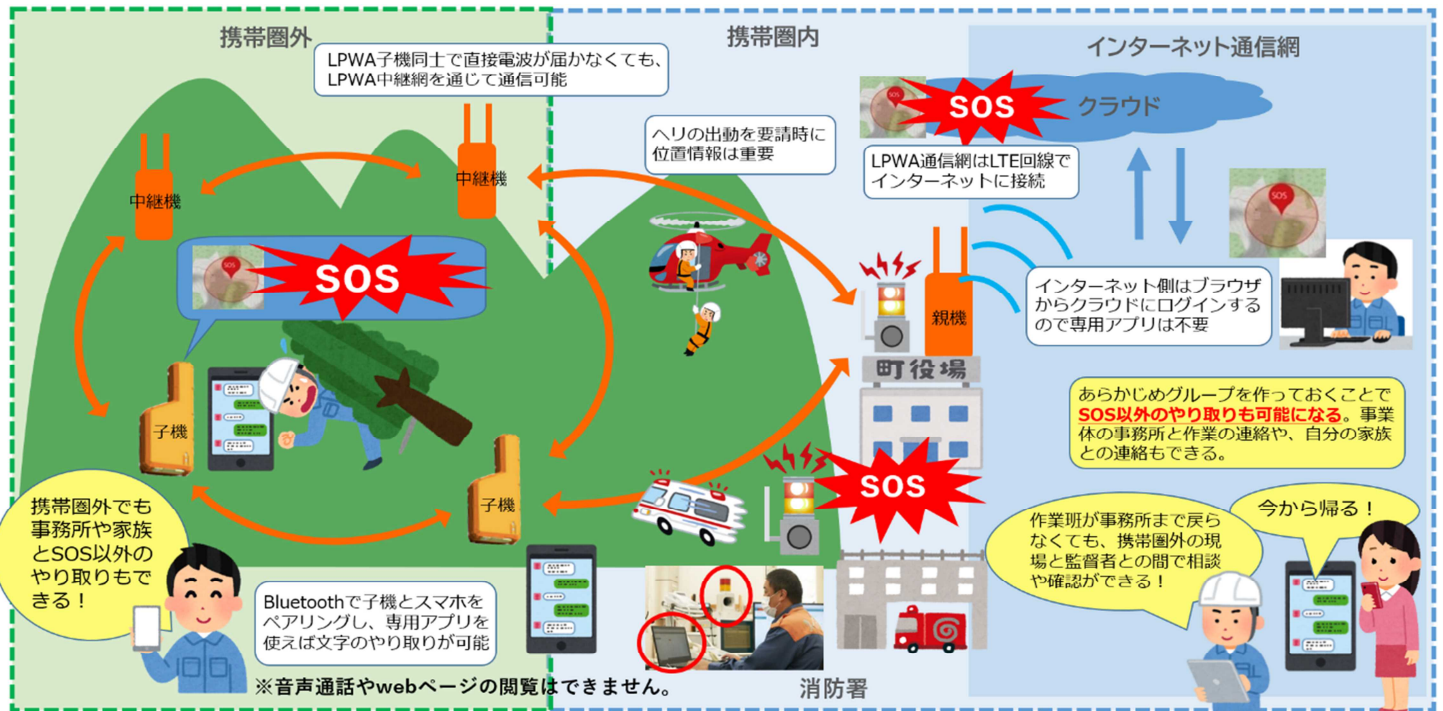 携帯圏外
携帯圏内
インターネット通信網
LPWA子機同士で直接電波が届かなくても、
LPWA中継網を通じて通信可能
ヘリの出動を要請時に
位置情報は重要
SOS
SOS
クラウド
LPWA通信網はLTE回線で
インターネットに接続
中継機
中継機
SOS
SOS
SOS
親機
インターネット側はブラウザ
からクラウドにログインする
ので専用アプリは不要
町役場
あらかじめグループを作っておくことで
SOS以外のやり取りも可能になる。事業
体の事務所と作業の連絡や、自分の家族
との連絡もできる。
子機
子機
SOS
携帯圏外でも
事務所や家族
とSOS以外の
やり取りもで
きる！
Bluetoothで子機とスマホを
ペアリングし、専用アプリを
使えば文字のやり取りが可能
作業班が事務所まで戻ら
なくても、携帯圏外の現
場と監督者との間で相談
や確認ができる！
今から帰る！
※音声通話やwebページの閲覧はできません。
消防署